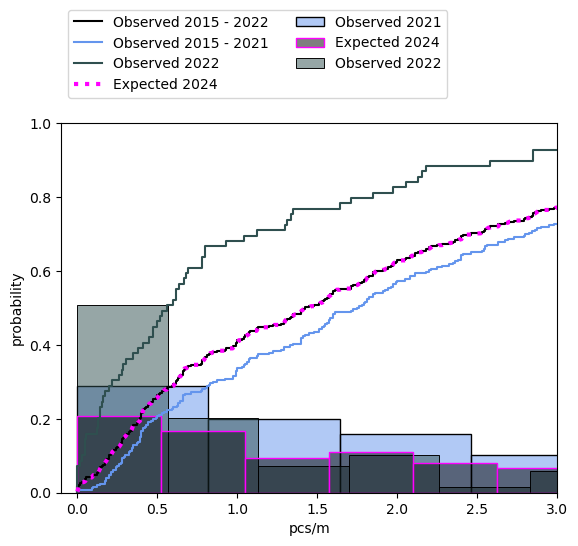 Observed 2015 - 2022
Observed 2015 - 2021
Observed 2022
Expected 2024
Observed 2021
Expected 2024
Observed 2022
1.0
0.8
0.6
0.4
0.2
0.0
probability
0.0 0.5 1.0 1.5 2.0 2.5 3.0
pcs/m